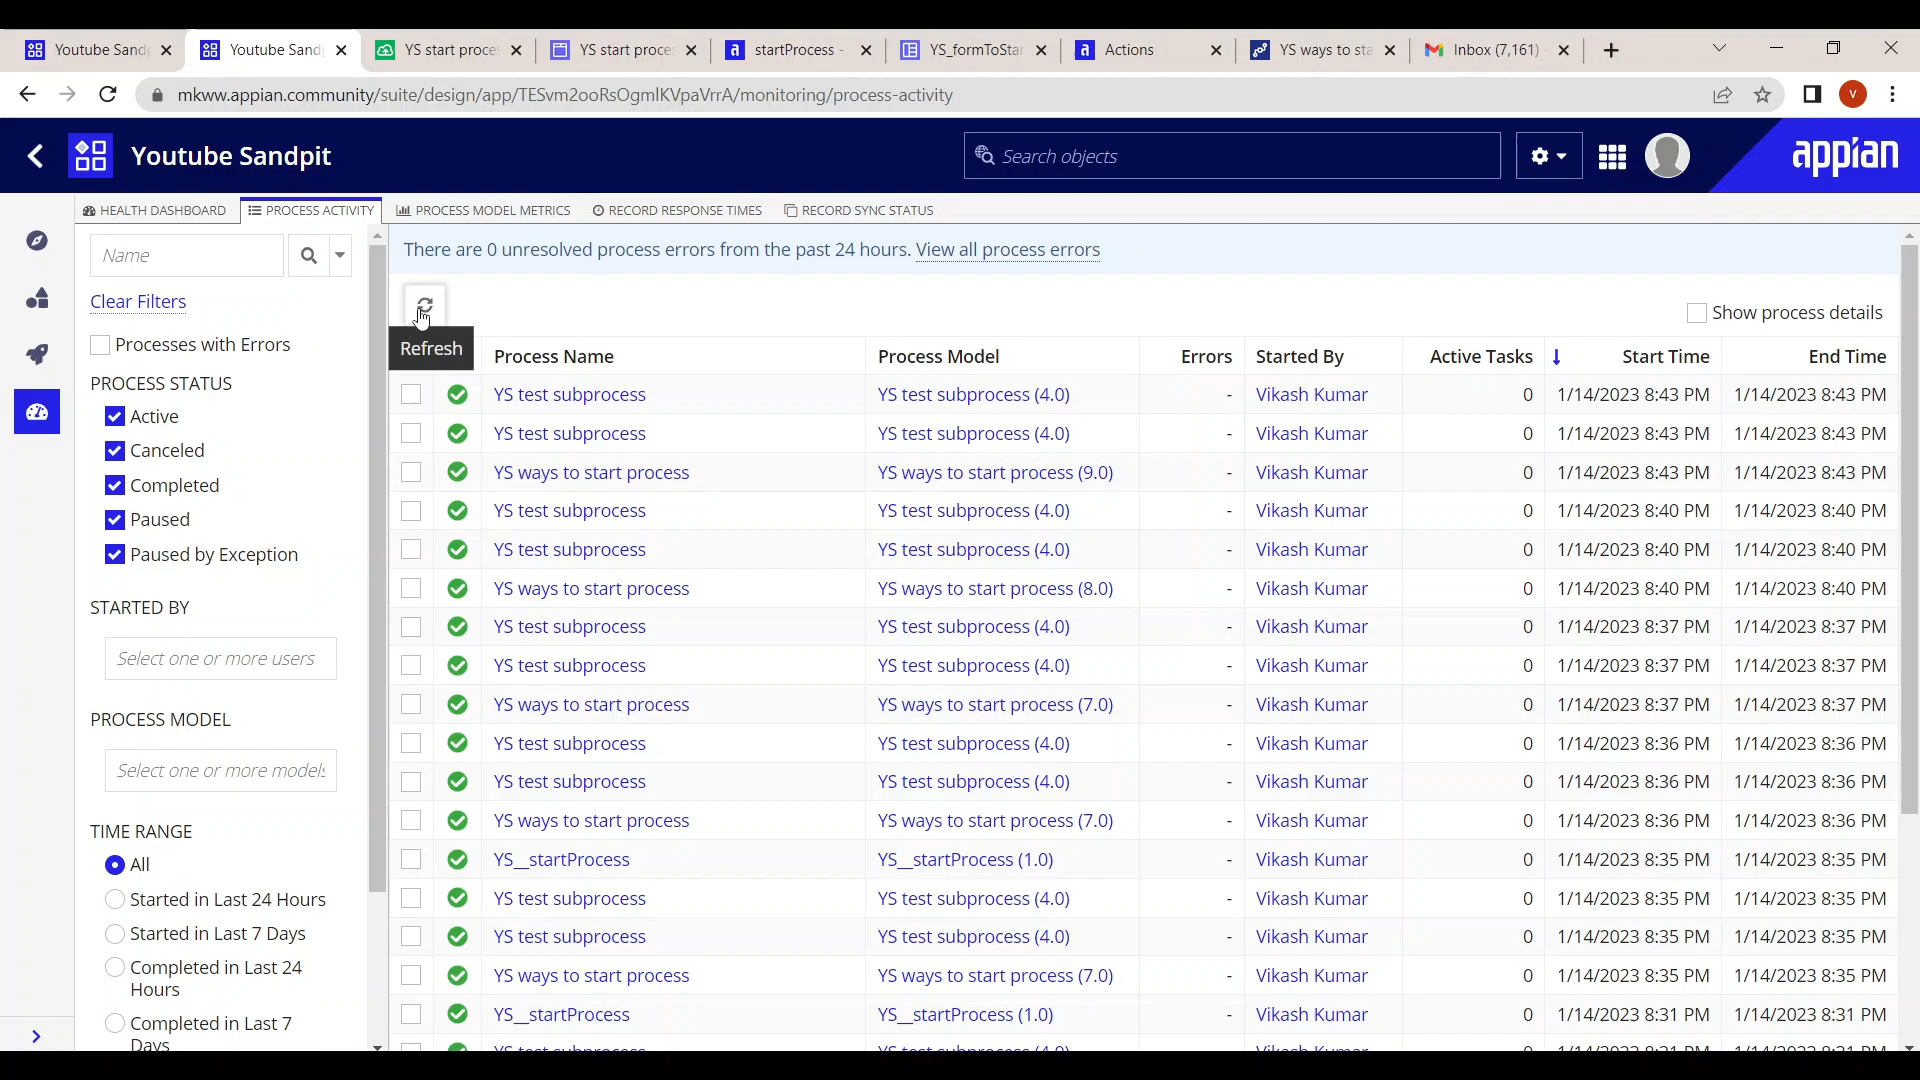 Youtube Sand
Youtube Sand
YS start proce
YS start proce
startProcess -
YS_formToStar
Actions
YS ways to sta
Inbox (7,161)
mkww.appian.community/suite/design/app/TESvm2ooRsOgmlKVpaVrrA/monitoring/process-activity
V
Youtube Sandpit
Search objects
appian
HEALTH DASHBOARD PROCESS ACTIVITY PROCESS MODEL METRICS RECORD RESPONSE TIMES RECORD SYNC STATUS
Name
Clear Filters
Processes with Errors
PROCESS STATUS
Active
Canceled
Completed
Paused
Paused by Exception
STARTED BY
Select one or more users
PROCESS MODEL
Select one or more models
TIME RANGE
All
Started in Last 24 Hours
Started in Last 7 Days
Completed in Last 24
Hours
Completed in Last 7
Days
There are 0 unresolved process errors from the past 24 hours. View all process errors
Show process details
Refresh
Process Name Process Model Errors Started By Active Tasks Start Time End Time
YS test subprocess YS test subprocess (4.0) - Vikash Kumar 0 1/14/2023 8:43 PM 1/14/2023 8:43 PM
YS test subprocess YS test subprocess (4.0) - Vikash Kumar 0 1/14/2023 8:43 PM 1/14/2023 8:43 PM
YS ways to start process YS ways to start process (9.0) - Vikash Kumar 0 1/14/2023 8:43 PM 1/14/2023 8:43 PM
YS test subprocess YS test subprocess (4.0) - Vikash Kumar 0 1/14/2023 8:40 PM 1/14/2023 8:40 PM
YS test subprocess YS test subprocess (4.0) - Vikash Kumar 0 1/14/2023 8:40 PM 1/14/2023 8:40 PM
YS ways to start process YS ways to start process (8.0) - Vikash Kumar 0 1/14/2023 8:40 PM 1/14/2023 8:40 PM
YS test subprocess YS test subprocess (4.0) - Vikash Kumar 0 1/14/2023 8:37 PM 1/14/2023 8:37 PM
YS test subprocess YS test subprocess (4.0) - Vikash Kumar 0 1/14/2023 8:37 PM 1/14/2023 8:37 PM
YS ways to start process YS ways to start process (7.0) - Vikash Kumar 0 1/14/2023 8:37 PM 1/14/2023 8:37 PM
YS test subprocess YS test subprocess (4.0) - Vikash Kumar 0 1/14/2023 8:36 PM 1/14/2023 8:36 PM
YS test subprocess YS test subprocess (4.0) - Vikash Kumar 0 1/14/2023 8:36 PM 1/14/2023 8:36 PM
YS ways to start process YS ways to start process (7.0) - Vikash Kumar 0 1/14/2023 8:36 PM 1/14/2023 8:36 PM
YS__startProcess YS__startProcess (1.0) - Vikash Kumar 0 1/14/2023 8:35 PM 1/14/2023 8:35 PM
YS test subprocess YS test subprocess (4.0) - Vikash Kumar 0 1/14/2023 8:35 PM 1/14/2023 8:35 PM
YS test subprocess YS test subprocess (4.0) - Vikash Kumar 0 1/14/2023 8:35 PM 1/14/2023 8:35 PM
YS ways to start process YS ways to start process (7.0) - Vikash Kumar 0 1/14/2023 8:35 PM 1/14/2023 8:35 PM
YS__startProcess YS__startProcess (1.0) - Vikash Kumar 0 1/14/2023 8:31 PM 1/14/2023 8:31 PM